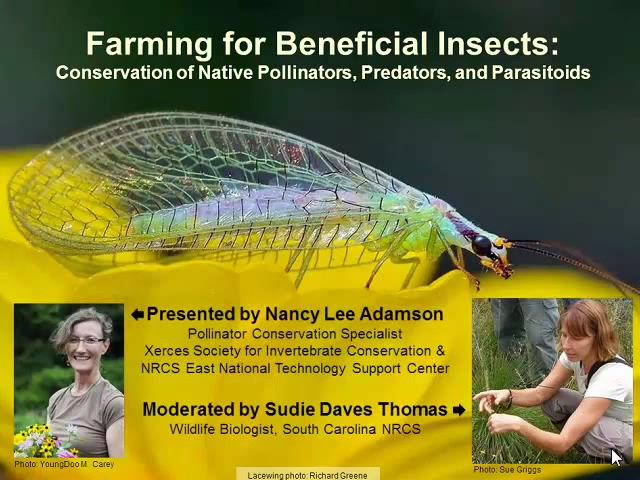 Farming for Beneficial Insects:
Conservation of Native Pollinators, Predators, and Parasitoids
Presented by Nancy Lee Adamson
Pollinator Conservation Specialist
Xerces Society for Invertebrate Conservation &
NRCS East National Technology Support Center
Moderated by Sudie Daves Thomas
Wildlife Biologist, South Carolina NRCS
Photo: YoungDoo M. Carey
Lacewing photo: Richard Greene
Photo: Sue Griggs